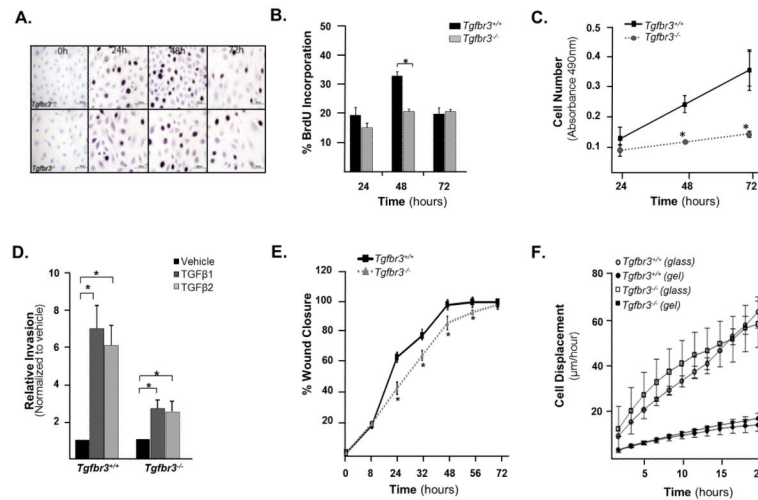 A.
0h 24h 48h 72h
Tgfbr3+/+
Tgfbr3-/-
B.
Tgfbr3+/+
Tgfbr3-/-
% BrdU Incorporation
50
40
30
20
10
*
24 48 72
Time (hours)
C.
Tgfbr3+/+
Tgfbr3-/-
Cell Number
(Absorbance 490nm)
0.4
0.3
0.2
0.1
* *
24 48 72
Time (hours)
D.
Vehicle
TGFβ1
TGFβ2
Relative Invasion
(Normalized to vehicle)
10
8
6
4
2
*
*
*
*
Tgfbr3+/+ Tgfbr3-/-
E.
Tgfbr3+/+
Tgfbr3-/-
% Wound Closure
120
100
80
60
40
20
0
* * * *
0 8 24 32 48 56 72
Time (hours)
F.
Tgfbr3+/+ (glass)
Tgfbr3+/+ (gel)
Tgfbr3-/- (glass)
Tgfbr3-/- (gel)
Cell Displacement
(µm/hour)
80
60
40
20
5 10 15 2
Time (hours)